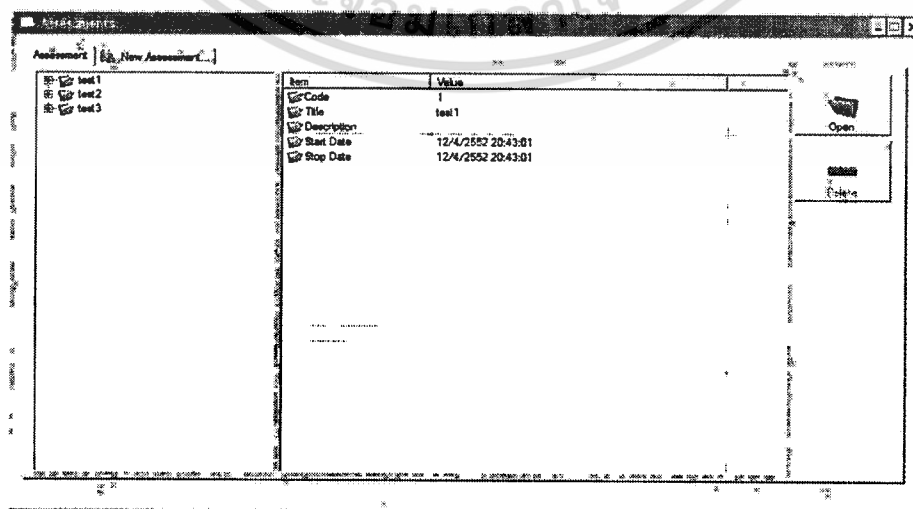 Assessments
Assessment New Assessment...
test1
test2
test3
Item Value
Code 1
Title test1
Description
Start Date 12/4/2552 20:43:01
Stop Date 12/4/2552 20:43:01
Open
Delete